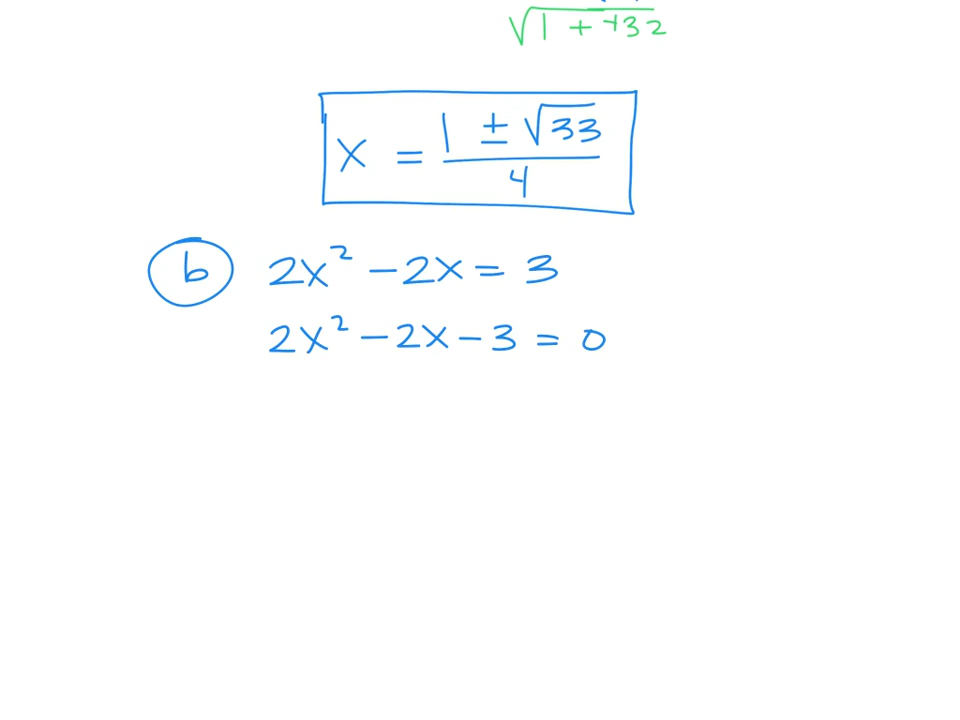 √1 + +32
x = (1 ± √33)/4
b 2x² - 2x = 3
2x² - 2x - 3 = 0